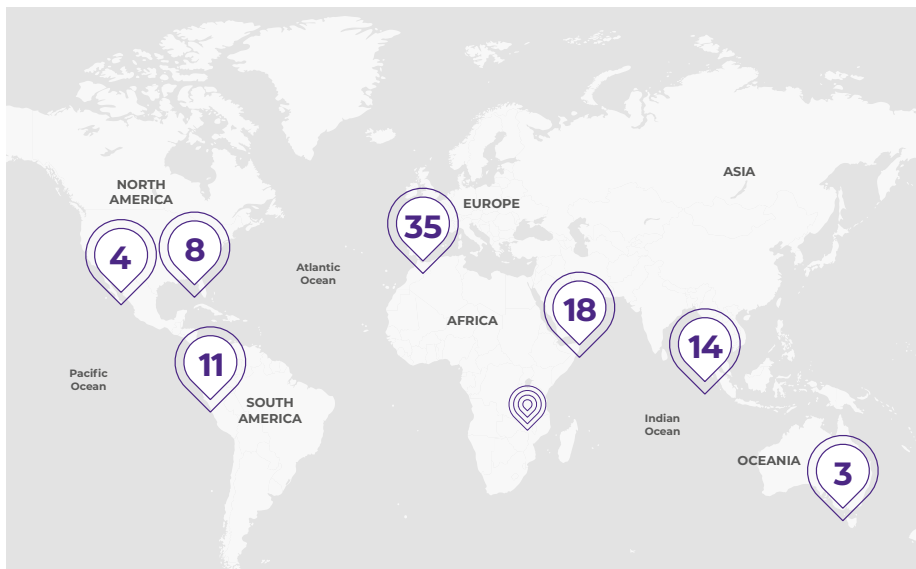 ASIA
NORTH
AMERICA
EUROPE
35
8
4
Atlantic
Ocean
18
AFRICA
14
11
Pacific
Ocean
SOUTH
AMERICA
Indian
Ocean
OCEANIA
3